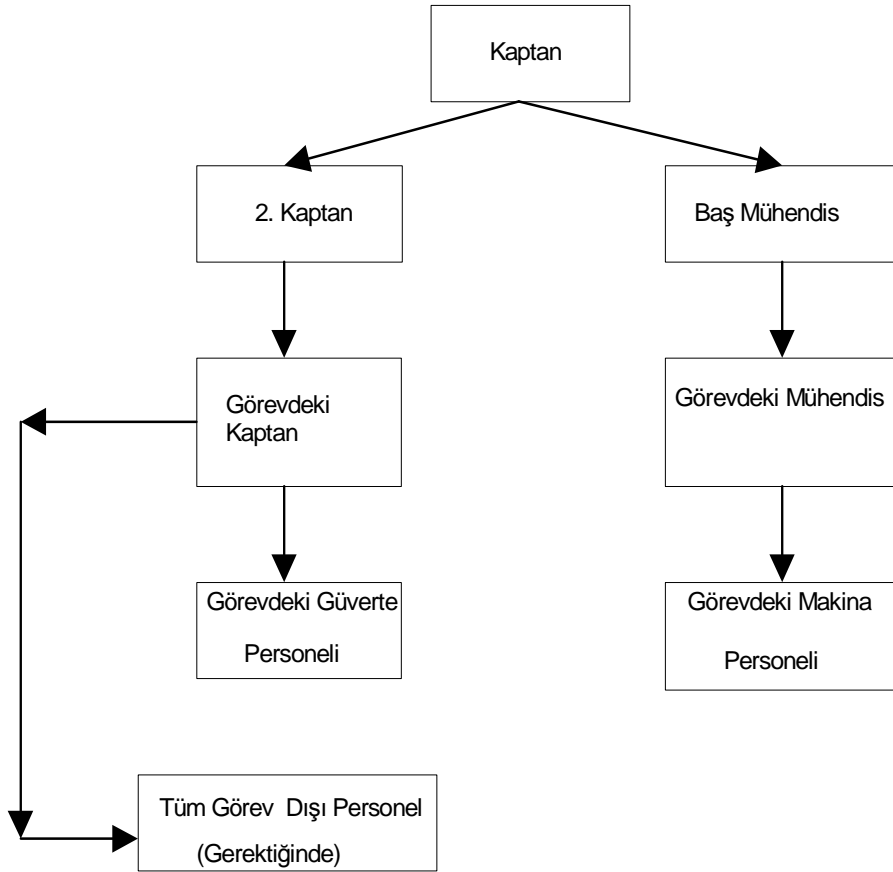 Kaptan
2. Kaptan
Baş Mühendis
Görevdeki
Kaptan
Görevdeki Mühendis
Görevdeki Güverte
Personeli
Görevdeki Makina
Personeli
Tüm Görev Dışı Personel
(Gerektiğinde)